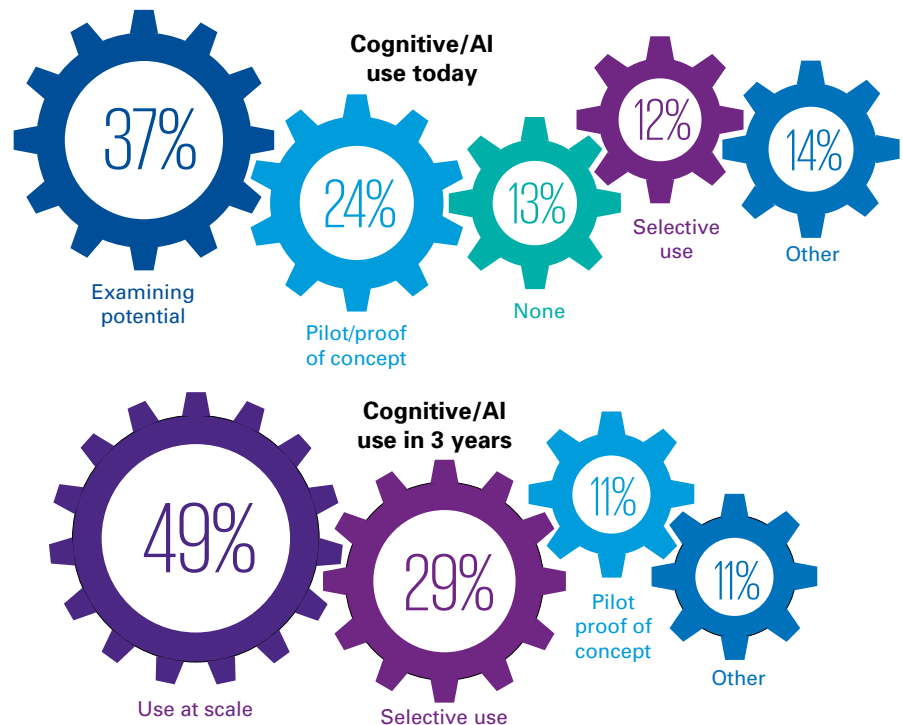 Cognitive/AI
use today
37%
Examining
potential
24%
Pilot/proof
of concept
13%
None
12%
Selective
use
14%
Other
Cognitive/AI
use in 3 years
49%
Use at scale
29%
Selective use
11%
Pilot
proof of
concept
11%
Other